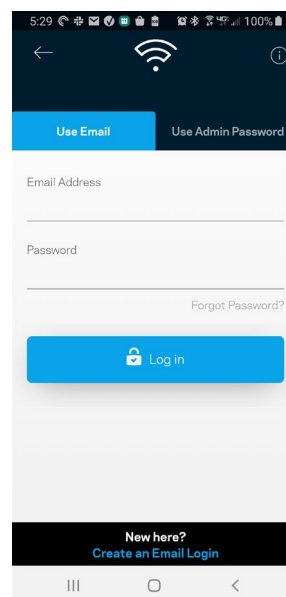 5:29 100%
Use Email Use Admin Password
Email Address
Password
Forgot Password?
Log in
New here?
Create an Email Login